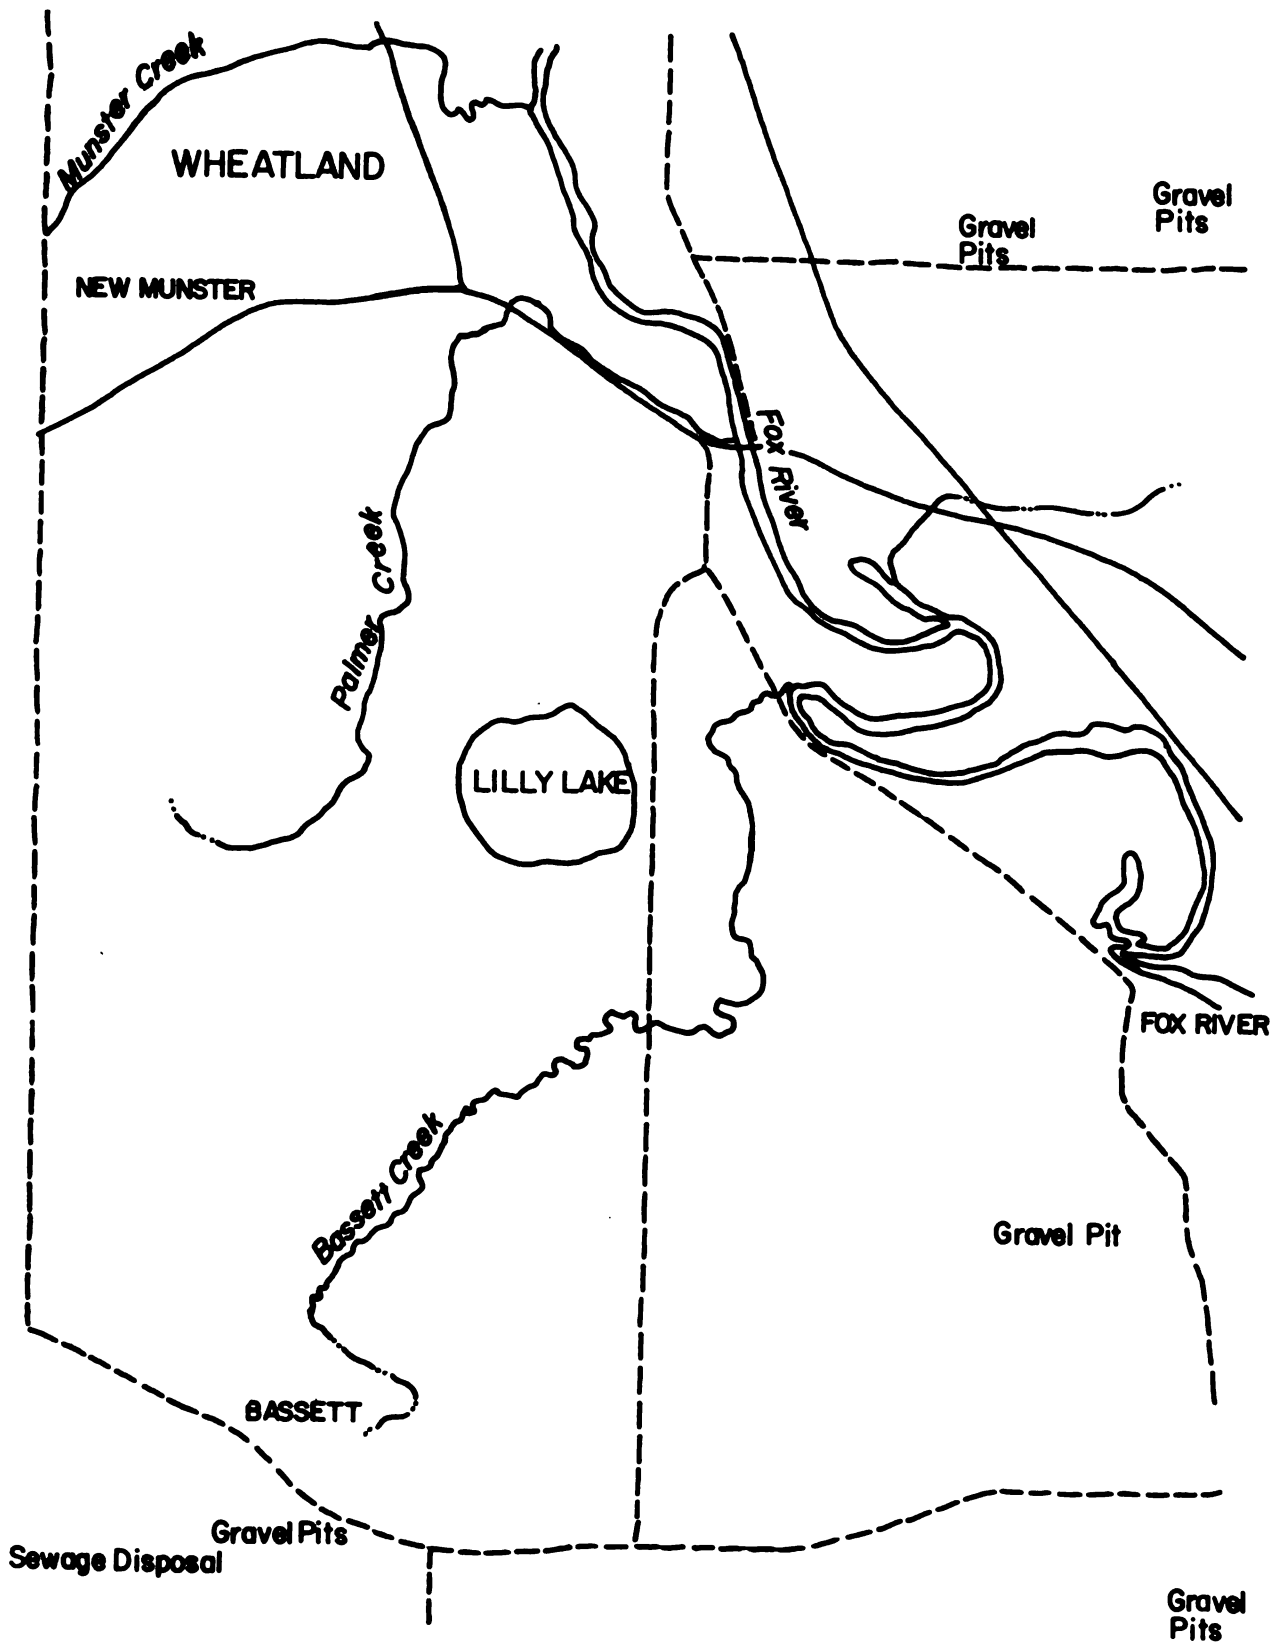 Munster Creek
WHEATLAND
Gravel
Pits
Gravel
Pits
NEW MUNSTER
Fox River
Palmer Creek
LILLY LAKE
FOX RIVER
Bassett Creek
Gravel Pit
BASSETT
Gravel Pits
Sewage Disposal
Gravel
Pits